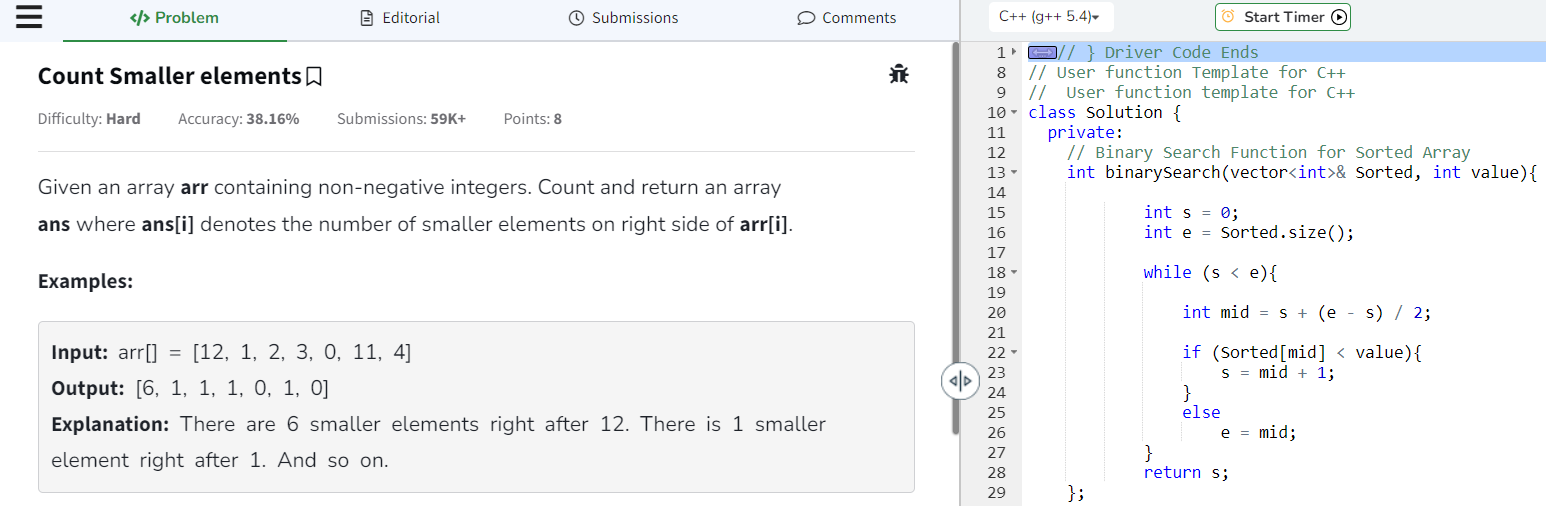 </> Problem
Editorial
Submissions
Comments
Count Smaller elements
Difficulty: Hard Accuracy: 38.16% Submissions: 59K+ Points: 8
Given an array arr containing non-negative integers. Count and return an array
ans where ans[i] denotes the number of smaller elements on right side of arr[i].
Examples:
Input: arr[] = [12, 1, 2, 3, 0, 11, 4]
Output: [6, 1, 1, 1, 0, 1, 0]
Explanation: There are 6 smaller elements right after 12. There is 1 smaller
element right after 1. And so on.
C++ (g++ 5.4)
Start Timer
1 // } Driver Code Ends
8 // User function Template for C++
9 //  User function template for C++
10 class Solution {
11   private:
12     // Binary Search Function for Sorted Array
13     int binarySearch(vector<int>& Sorted, int value){
14
15             int s = 0;
16             int e = Sorted.size();
17
18             while (s < e){
19
20                 int mid = s + (e - s) / 2;
21
22                 if (Sorted[mid] < value){
23                     s = mid + 1;
24                 }
25                 else
26                     e = mid;
27             }
28             return s;
29     };